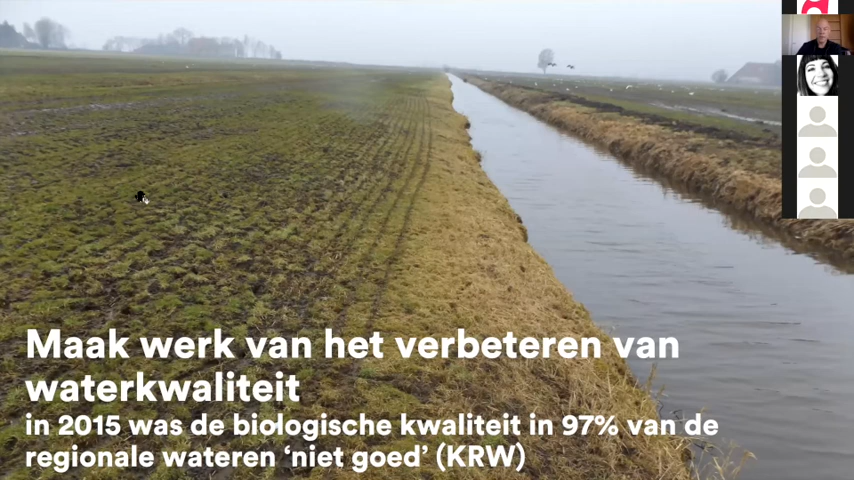 Maak werk van het verbeteren van
waterkwaliteit
in 2015 was de biologische kwaliteit in 97% van de
regionale wateren ‘niet goed’ (KRW)